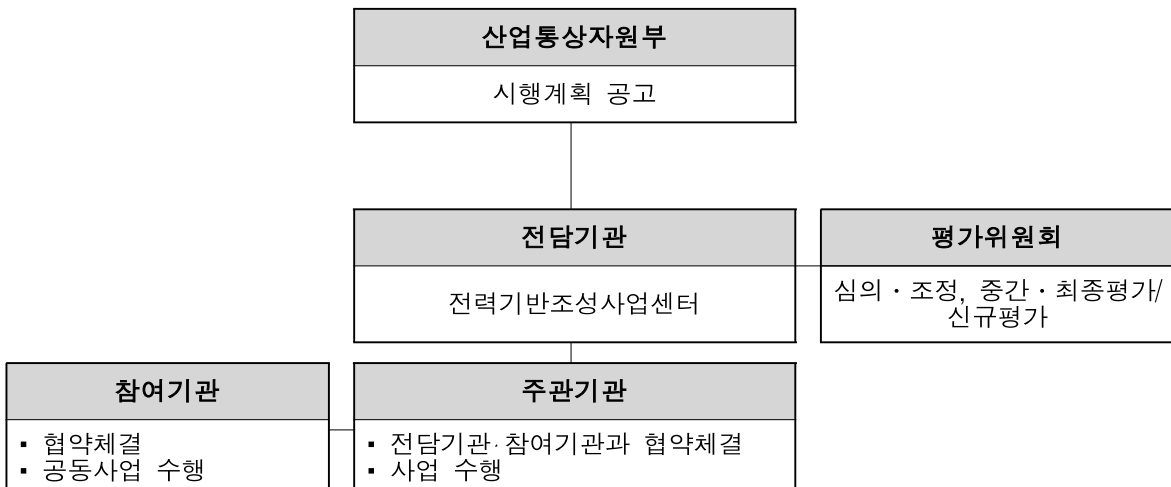 산업통상자원부
시행계획 공고
전담기관
전력기반조성사업센터
평가위원회
심의·조정, 중간·최종평가/
신규평가
참여기관
▪ 협약체결
▪ 공동사업 수행
주관기관
▪ 전담기관·참여기관과 협약체결
▪ 사업 수행